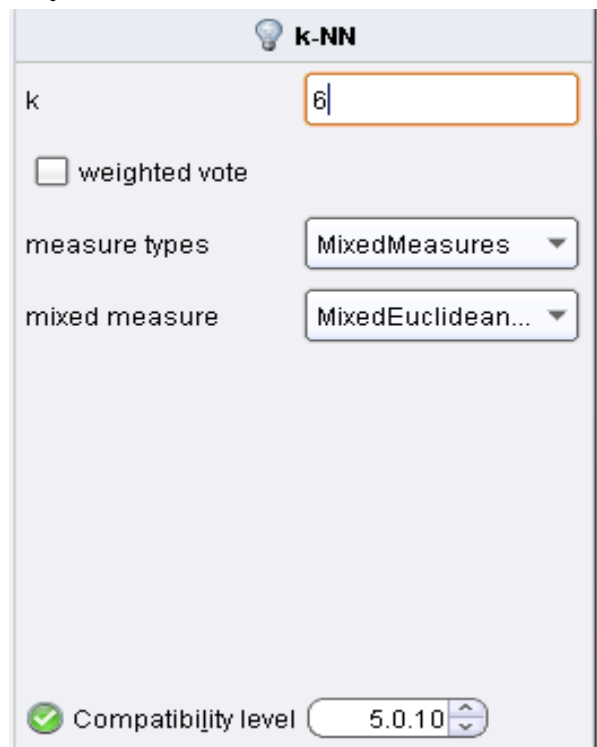 k-NN
k 6
weighted vote
measure types MixedMeasures
mixed measure MixedEuclidean...
Compatibility level 5.0.10